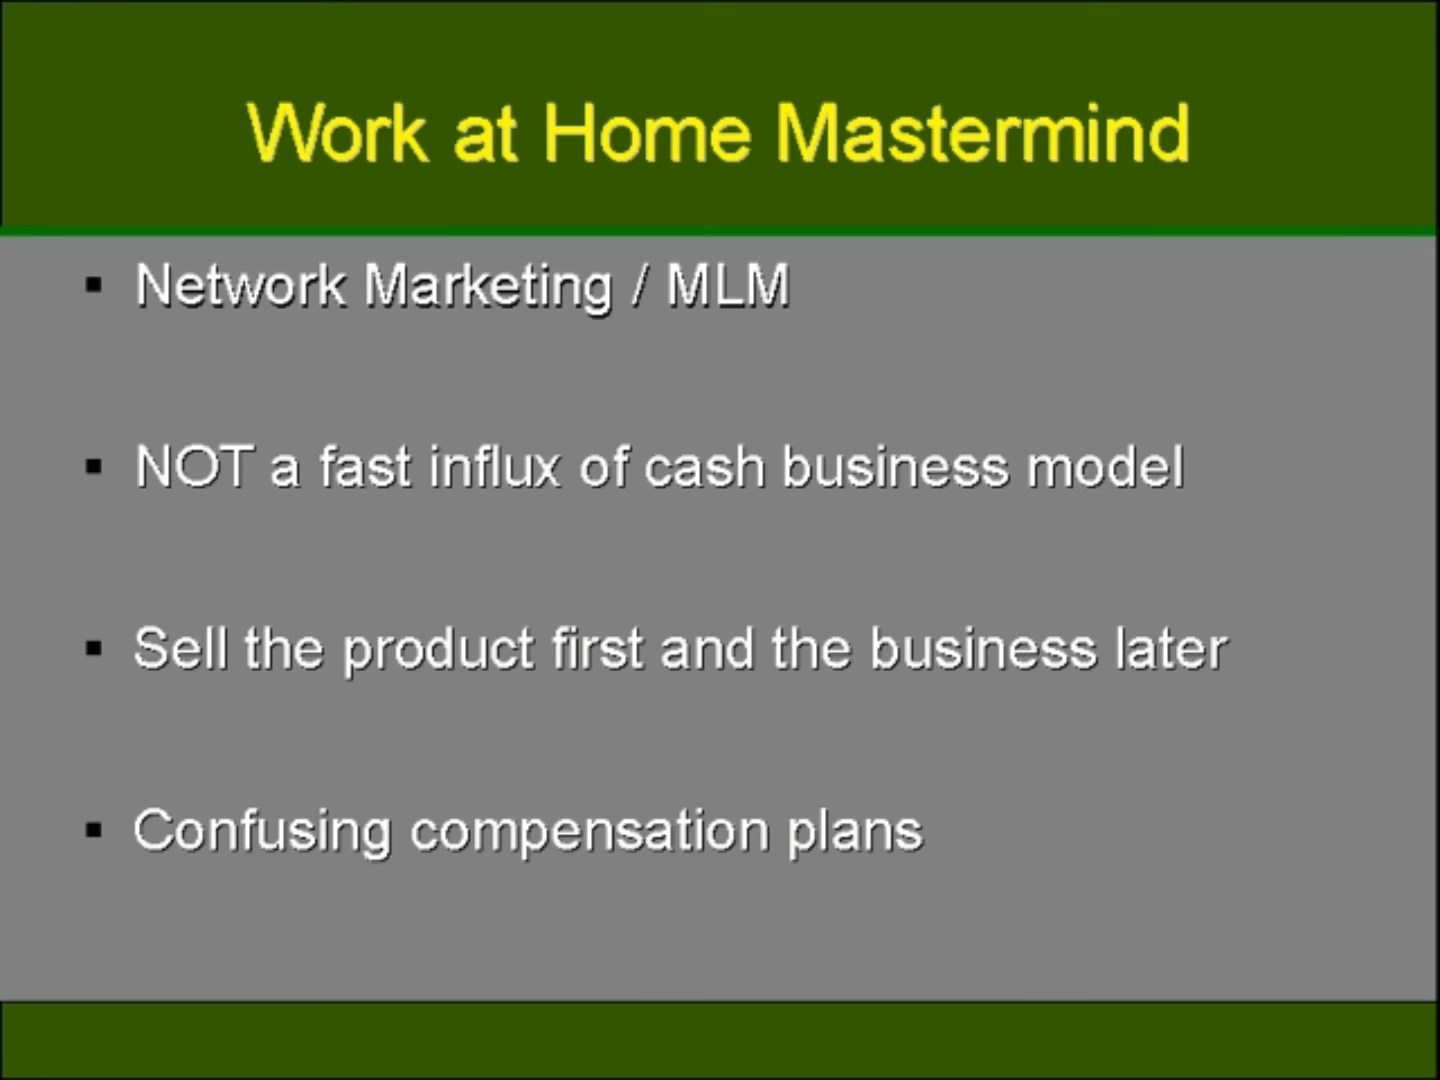 Work at Home Mastermind
Network Marketing / MLM
NOT a fast influx of cash business model
Sell the product first and the business later
Confusing compensation plans